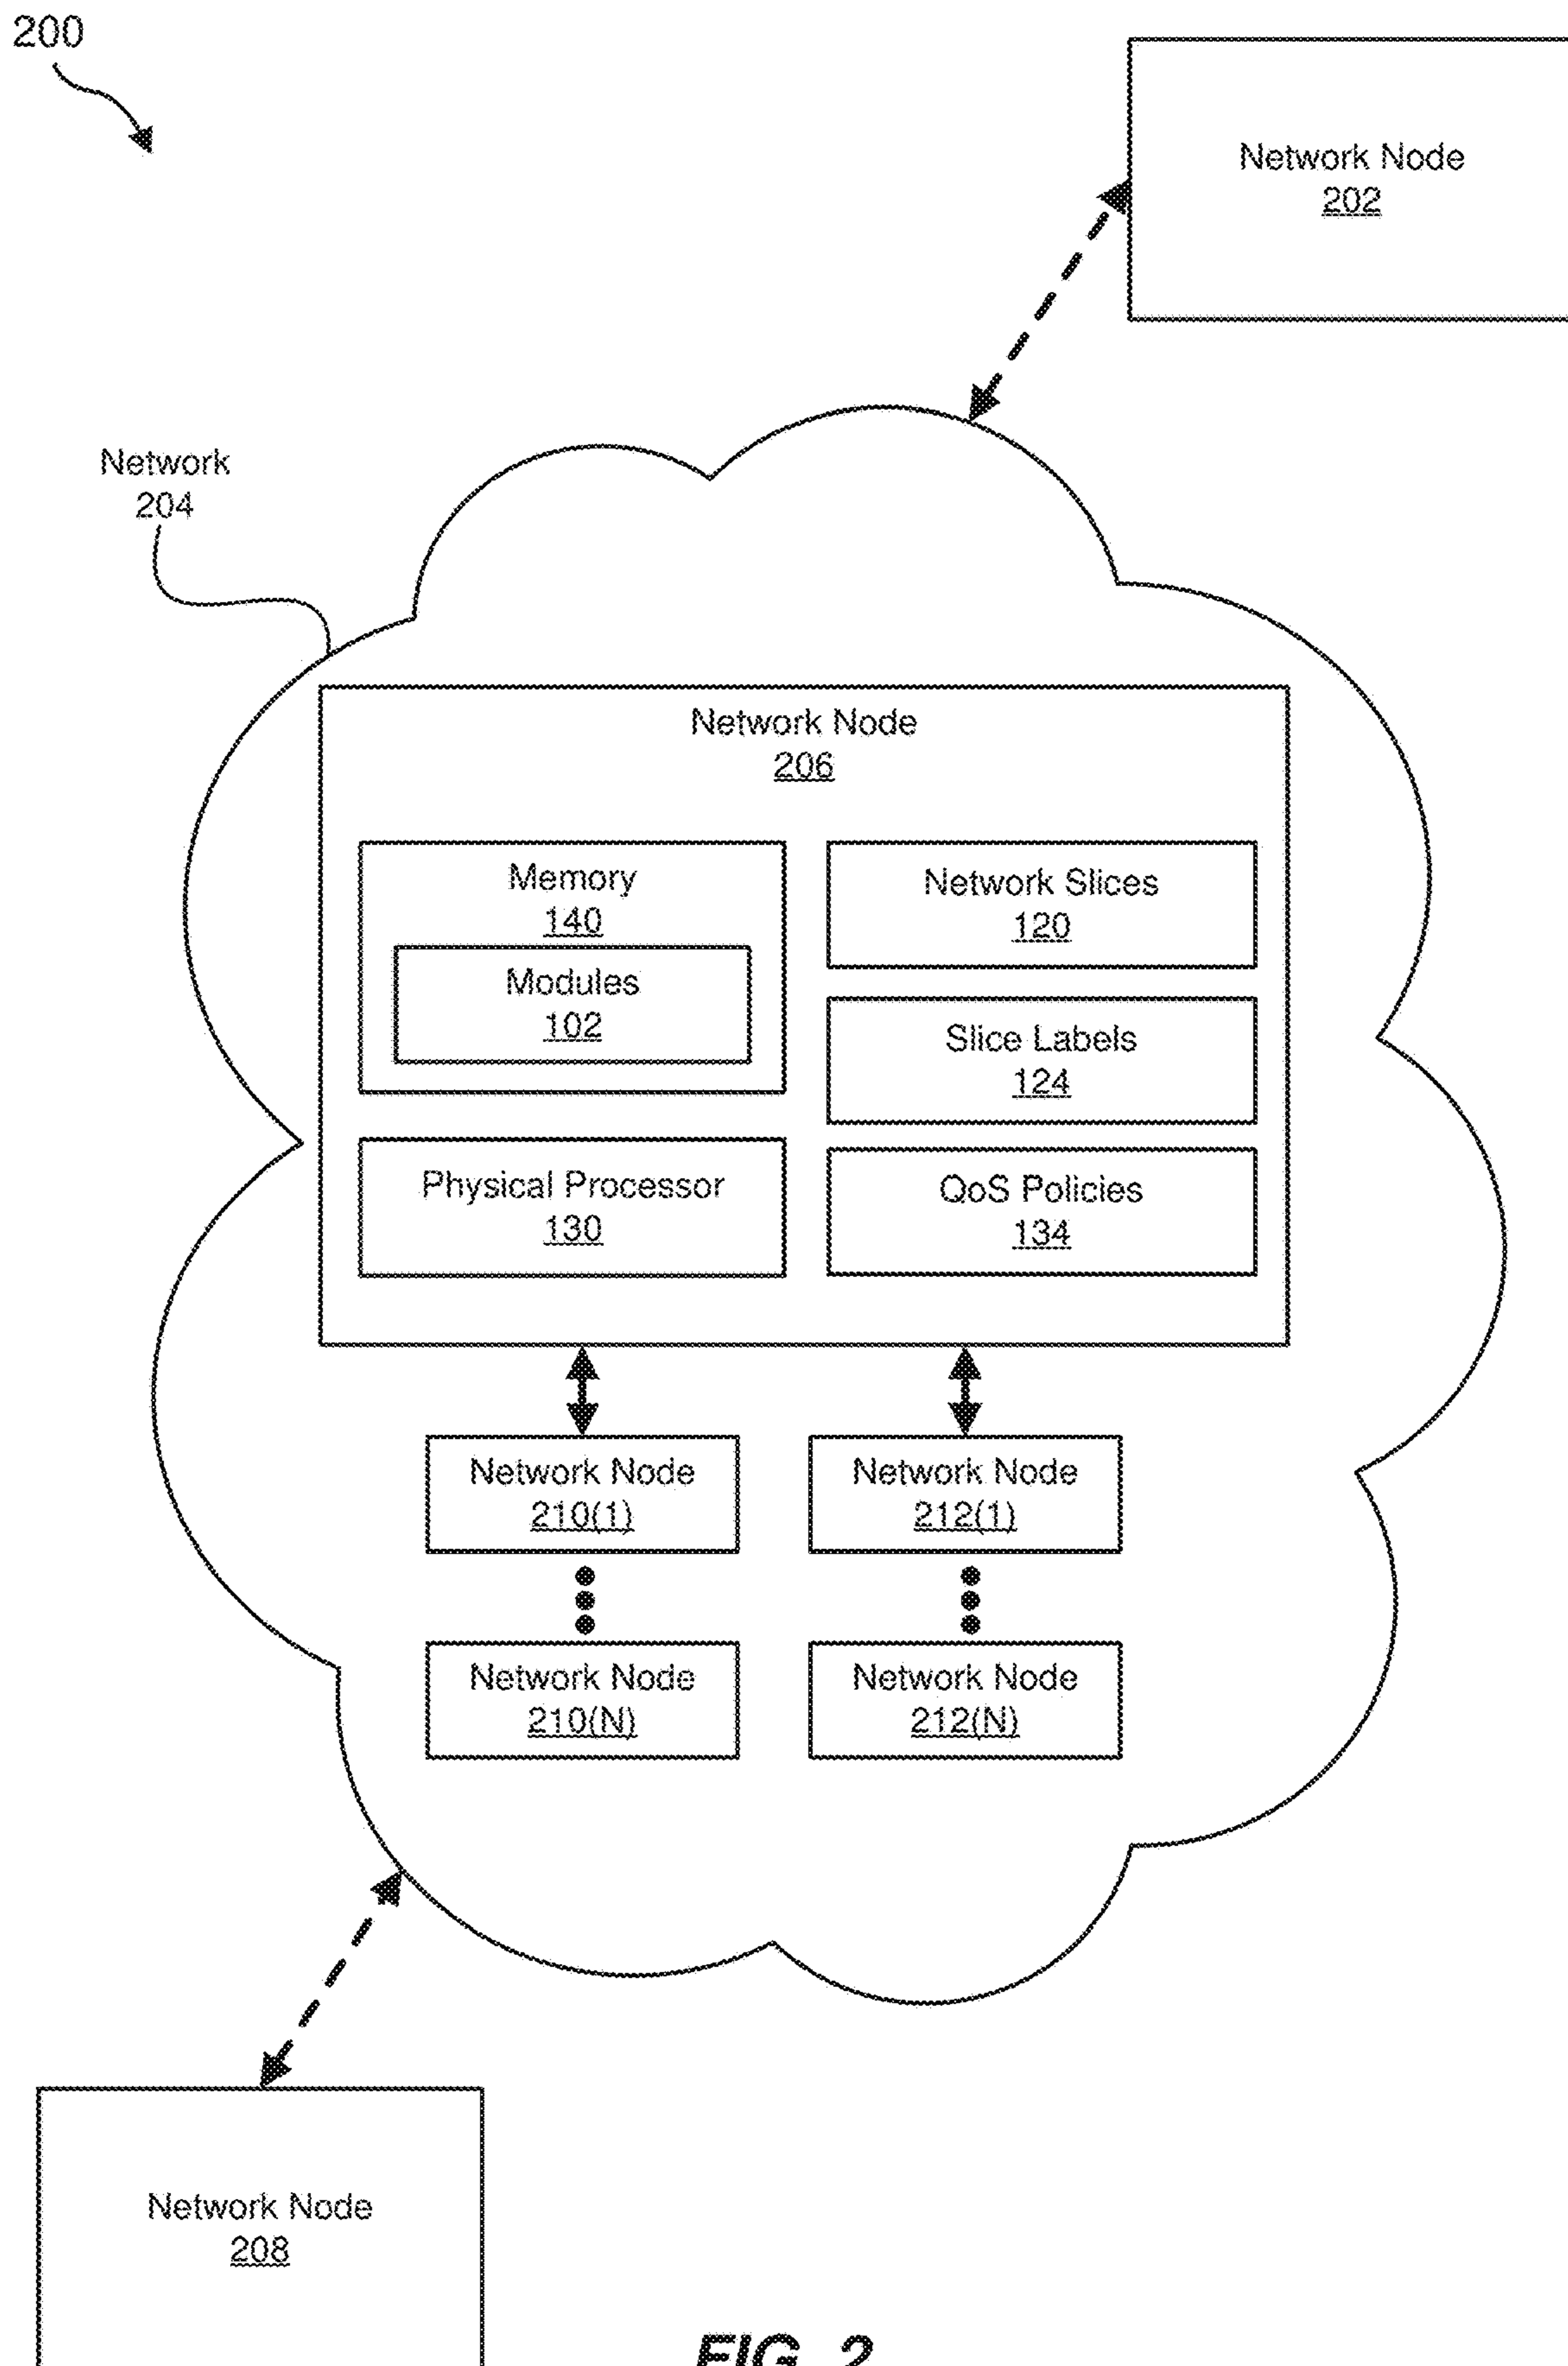 200
Network Node
202
Network
204
Network Node
206
Memory
140
Modules
102
Physical Processor
130
Network Slices
120
Slice Labels
124
QoS Policies
134
Network Node
210(1)
Network Node
212(1)
Network Node
210(N)
Network Node
212(N)
Network Node
208
FIG. 2